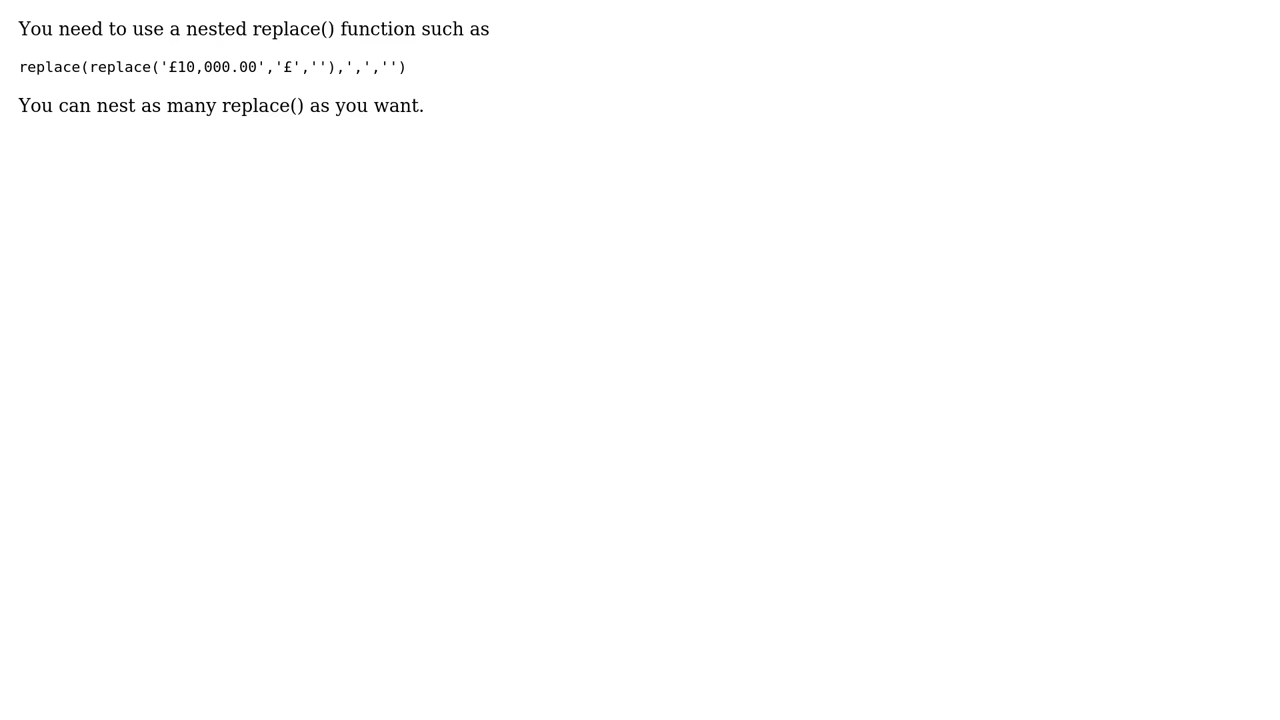 You need to use a nested replace() function such as
replace(replace('£10,000.00','£',''),',','')
You can nest as many replace() as you want.